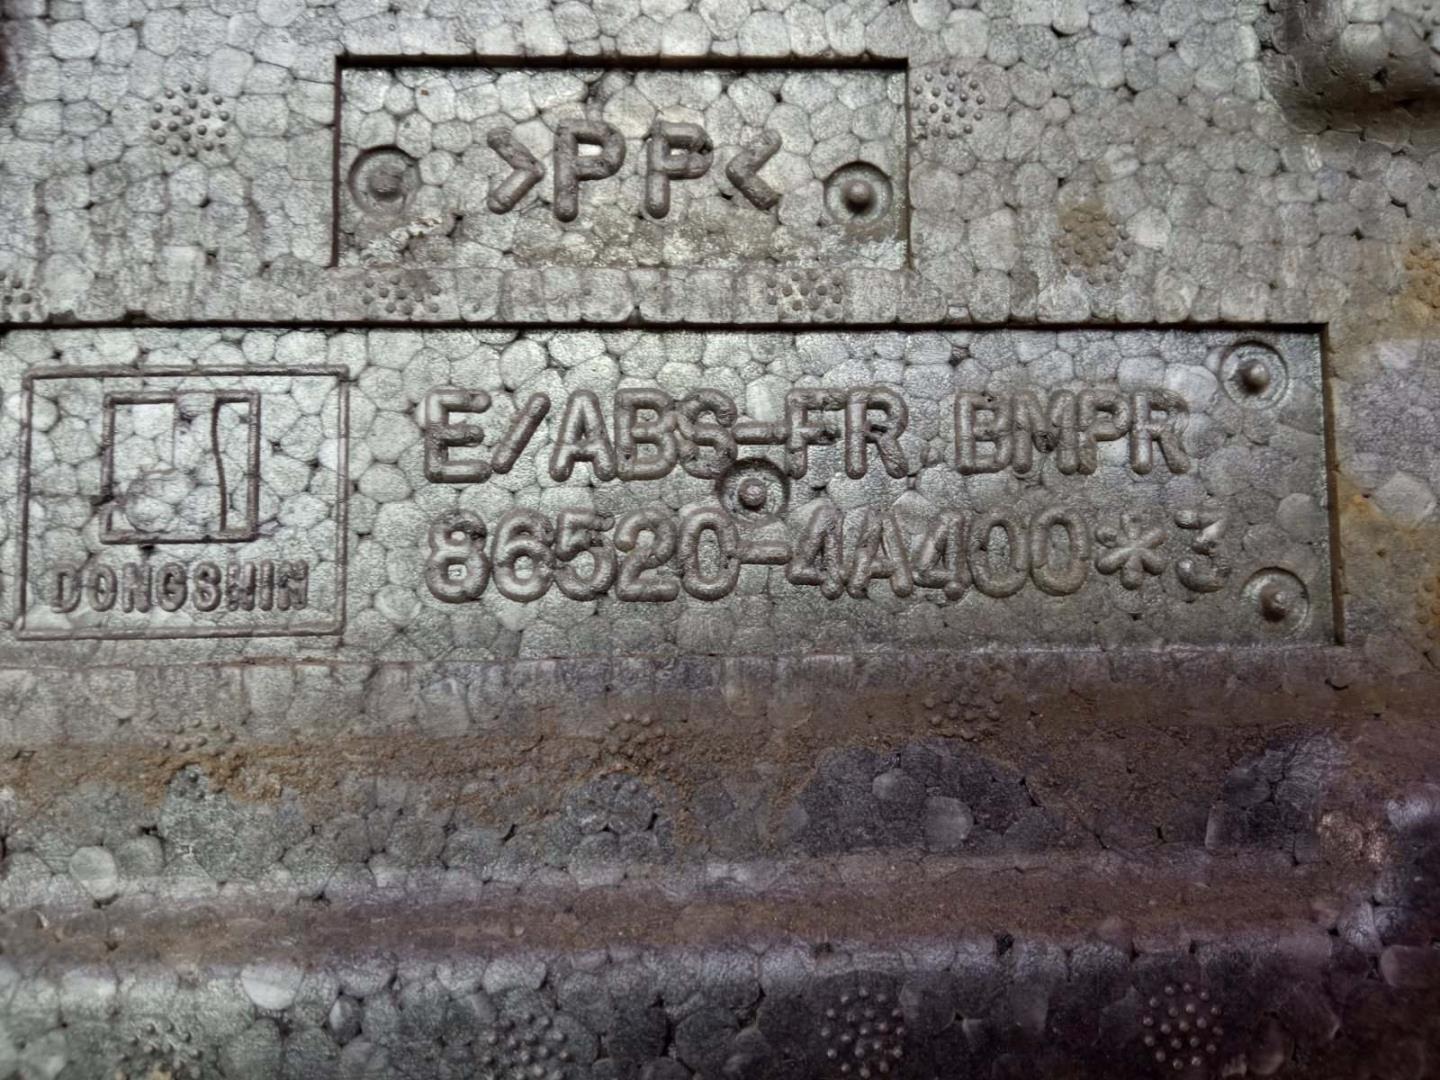 >PP<
E/ABS-FR BMPR
86520-4A400*3
DONGSHIN